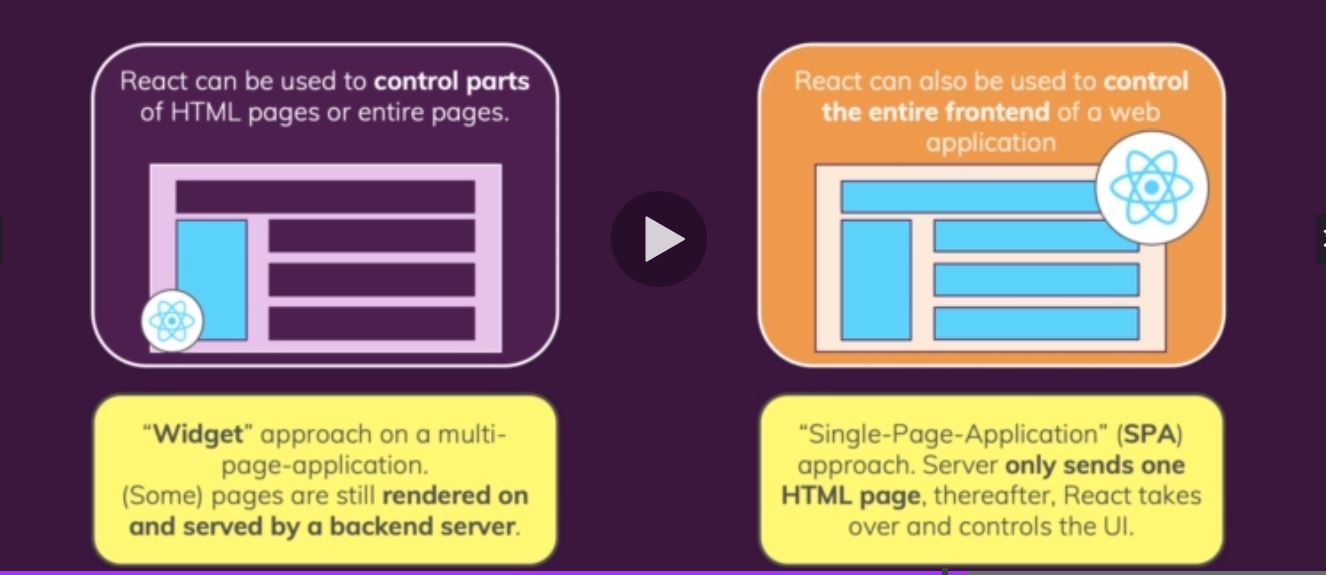 React can be used to control parts
of HTML pages or entire pages.
“Widget” approach on a multi-
page-application.
(Some) pages are still rendered on
and served by a backend server.
React can also be used to control
the entire frontend of a web
application
“Single-Page-Application” (SPA)
approach. Server only sends one
HTML page, thereafter, React takes
over and controls the UI.